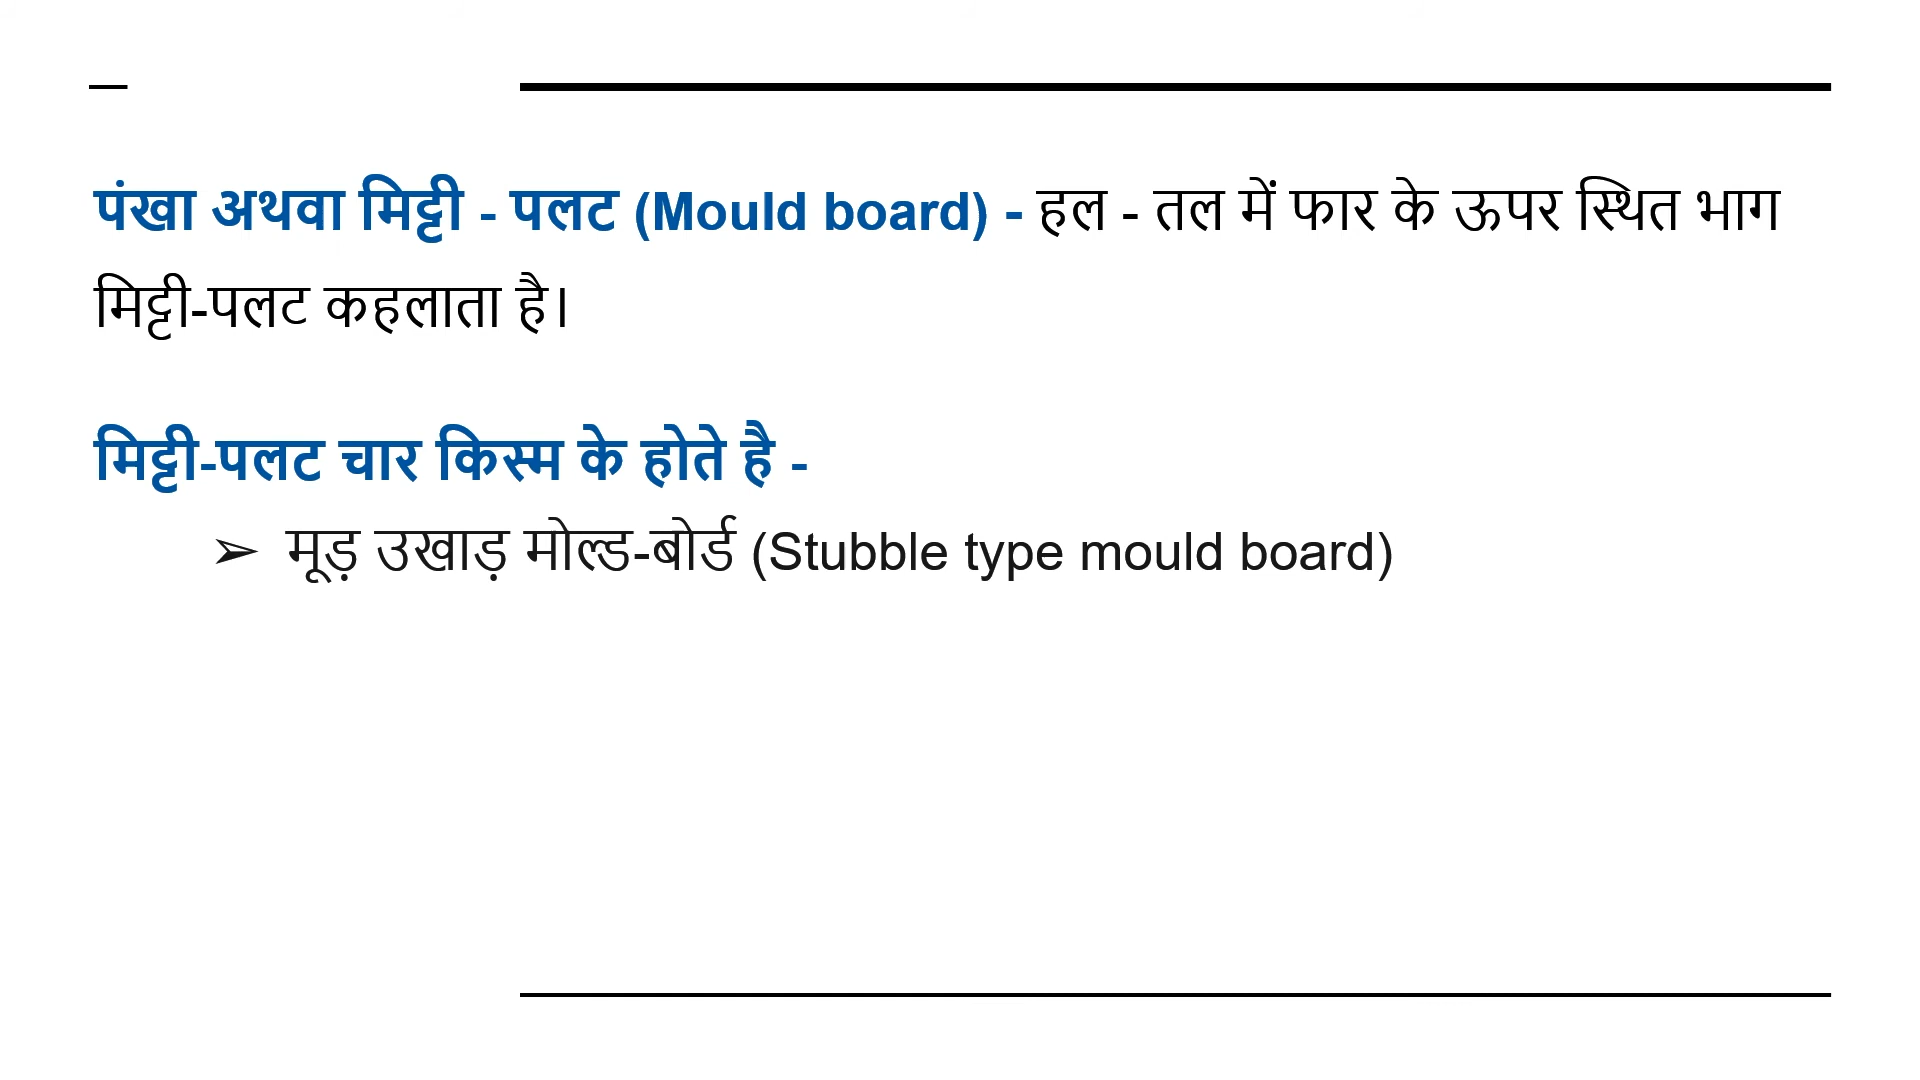 पंखा अथवा मिट्टी - पलट (Mould board) - हल - तल में फार के ऊपर स्थित भाग
मिट्टी-पलट कहलाता है।
मिट्टी-पलट चार किस्म के होते है -
➢ मूड़ उखाड़ मोल्ड-बोर्ड (Stubble type mould board)